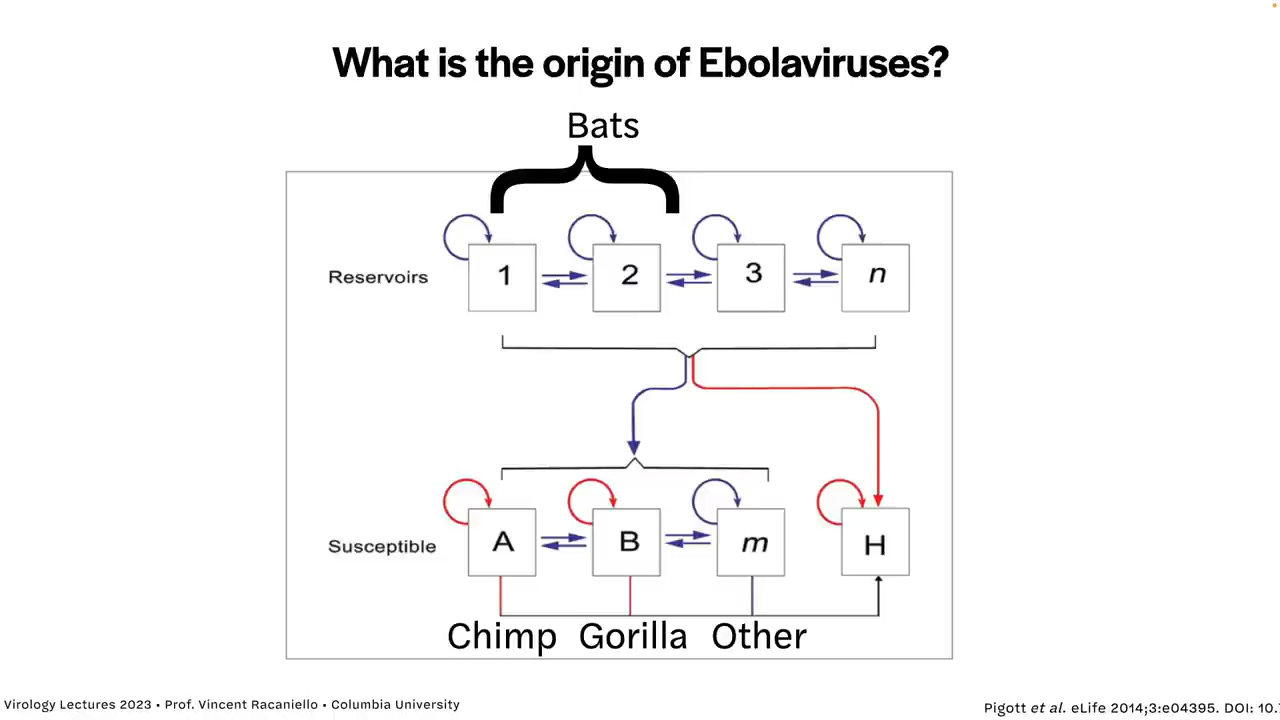 What is the origin of Ebolaviruses?
Bats
Reservoirs 1 2 3 n
Susceptible A B m H
Chimp Gorilla Other
Virology Lectures 2023 • Prof. Vincent Racaniello • Columbia University
Pigott et al. eLife 2014;3:e04395. DOI: 10.